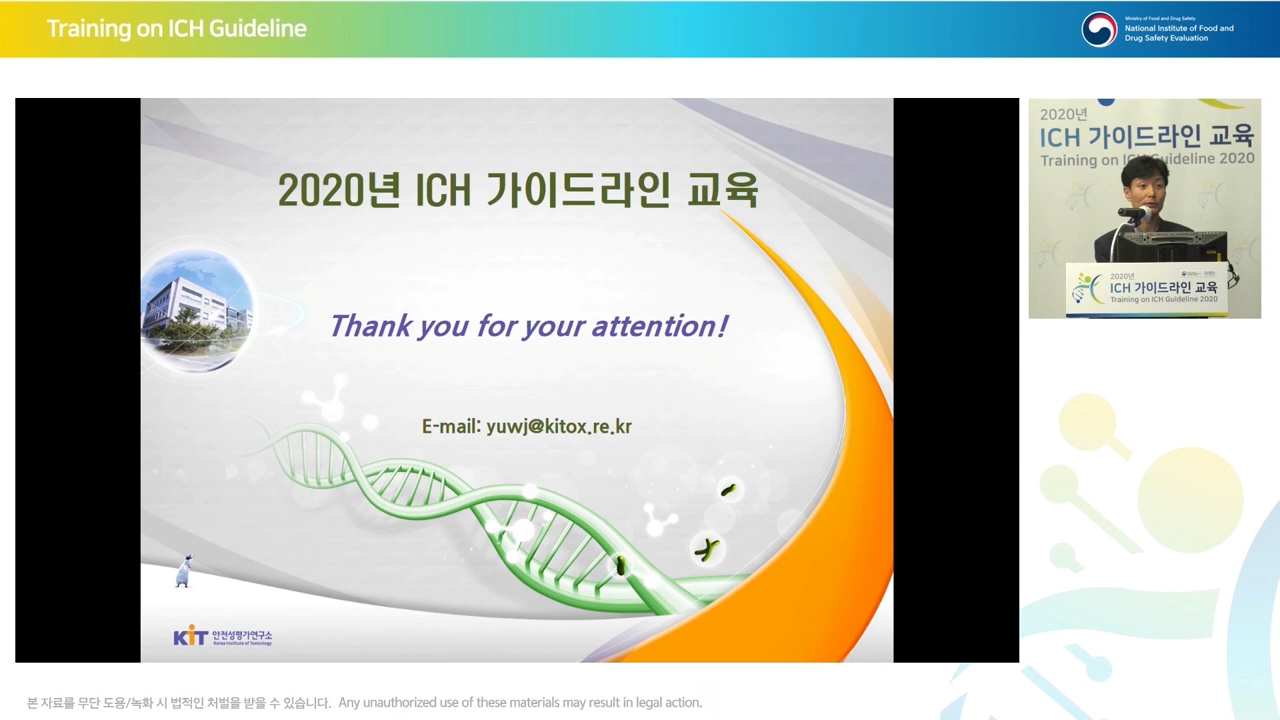 Training on ICH Guideline
Ministry of Food and Drug Safety
National Institute of Food and
Drug Safety Evaluation
2020년 ICH 가이드라인 교육
Thank you for your attention!
E-mail: yuwj@kitox.re.kr
KIT 안전성평가연구소
Korea Institute of Toxicology
2020년
ICH 가이드라인 교육
Training on ICH Guideline 2020
2020년
ICH 가이드라인 교육
Training on ICH Guideline 2020
본 자료를 무단 도용/녹화 시 법적인 처벌을 받을 수 있습니다. Any unauthorized use of these materials may result in legal action.